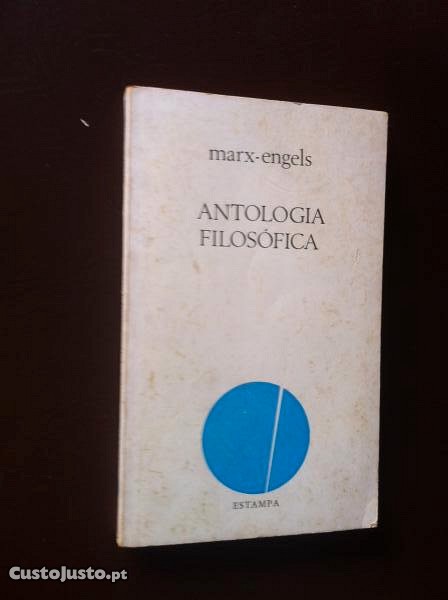 marx-engels
ANTOLOGIA
FILOSÓFICA
ESTAMPA
CustoJusto.pt